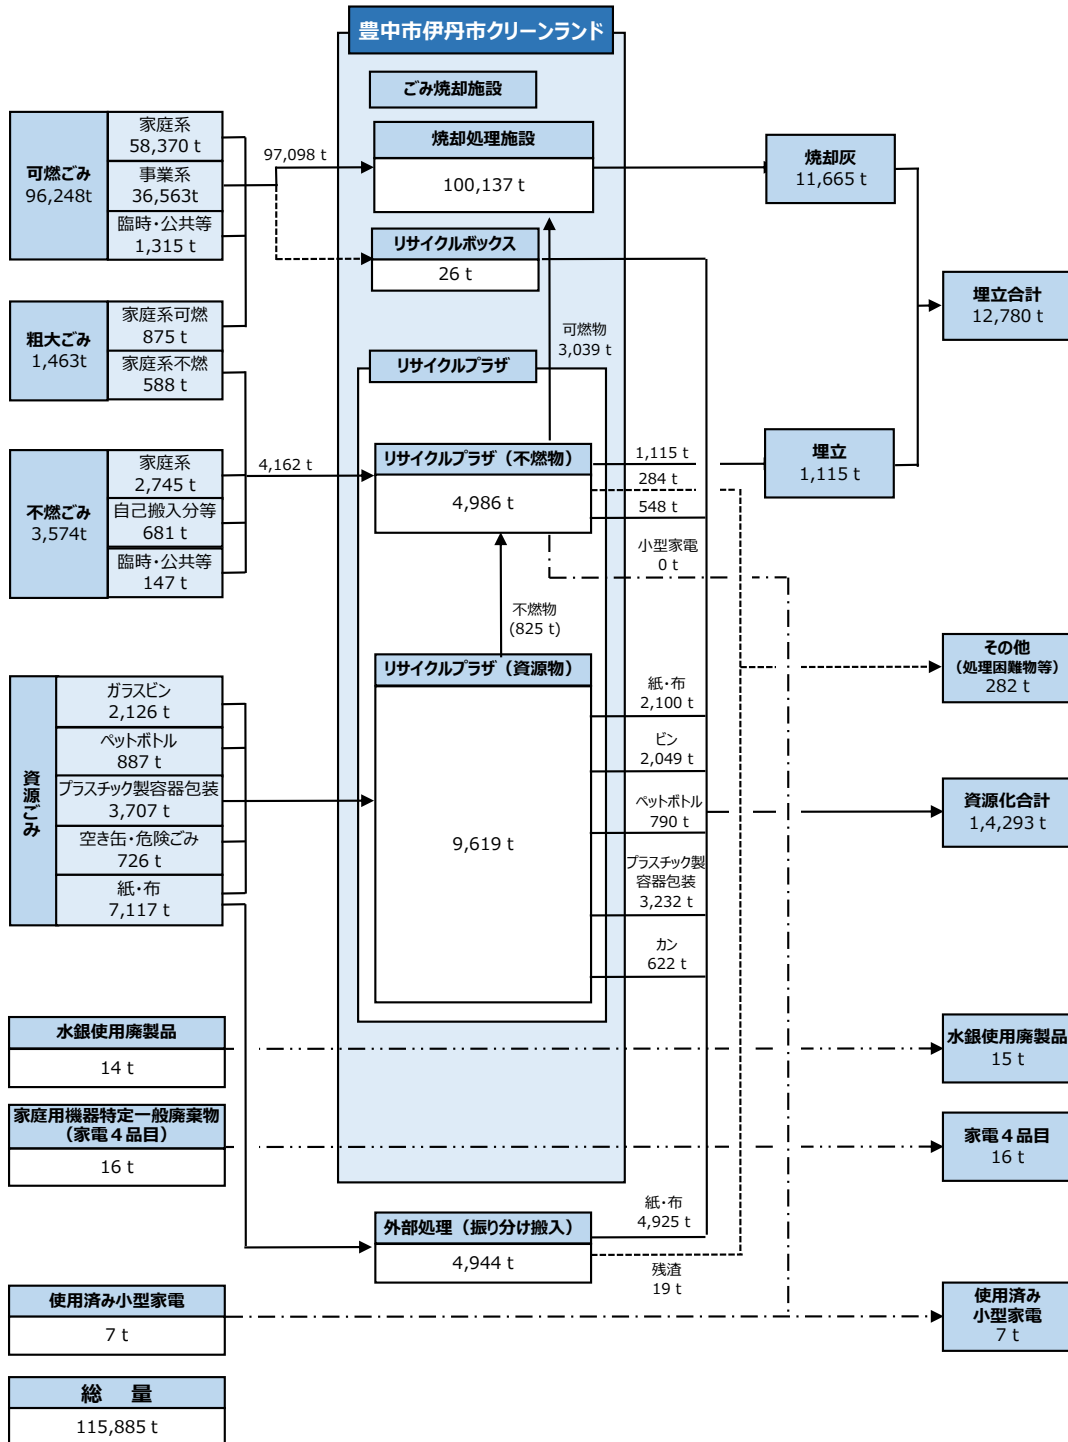 豊中市伊丹市クリーンランド
ごみ焼却施設
可燃ごみ
96,248t
家庭系
58,370 t
事業系
36,563t
臨時・公共等
1,315 t
97,098 t
焼却処理施設
100,137 t
焼却灰
11,665 t
リサイクルボックス
26 t
埋立合計
12,780 t
粗大ごみ
1,463t
家庭系可燃
875 t
家庭系不燃
588 t
可燃物
3,039 t
リサイクルプラザ
不燃ごみ
3,574t
家庭系
2,745 t
自己搬入分等
681 t
臨時・公共等
147 t
4,162 t
リサイクルプラザ（不燃物）
4,986 t
1,115 t
284 t
548 t
埋立
1,115 t
小型家電
0 t
不燃物
(825 t)
その他
（処理困難物等）
282 t
資源ごみ
ガラスビン
2,126 t
ペットボトル
887 t
プラスチック製容器包装
3,707 t
空き缶・危険ごみ
726 t
紙・布
7,117 t
リサイクルプラザ（資源物）
9,619 t
紙・布
2,100 t
ビン
2,049 t
ペットボトル
790 t
プラスチック製
容器包装
3,232 t
カン
622 t
資源化合計
1,4,293 t
水銀使用廃製品
14 t
水銀使用廃製品
15 t
家庭用機器特定一般廃棄物
（家電４品目）
16 t
家電４品目
16 t
外部処理（振り分け搬入）
4,944 t
紙・布
4,925 t
残渣
19 t
使用済み小型家電
7 t
使用済み
小型家電
7 t
総　量
115,885 t